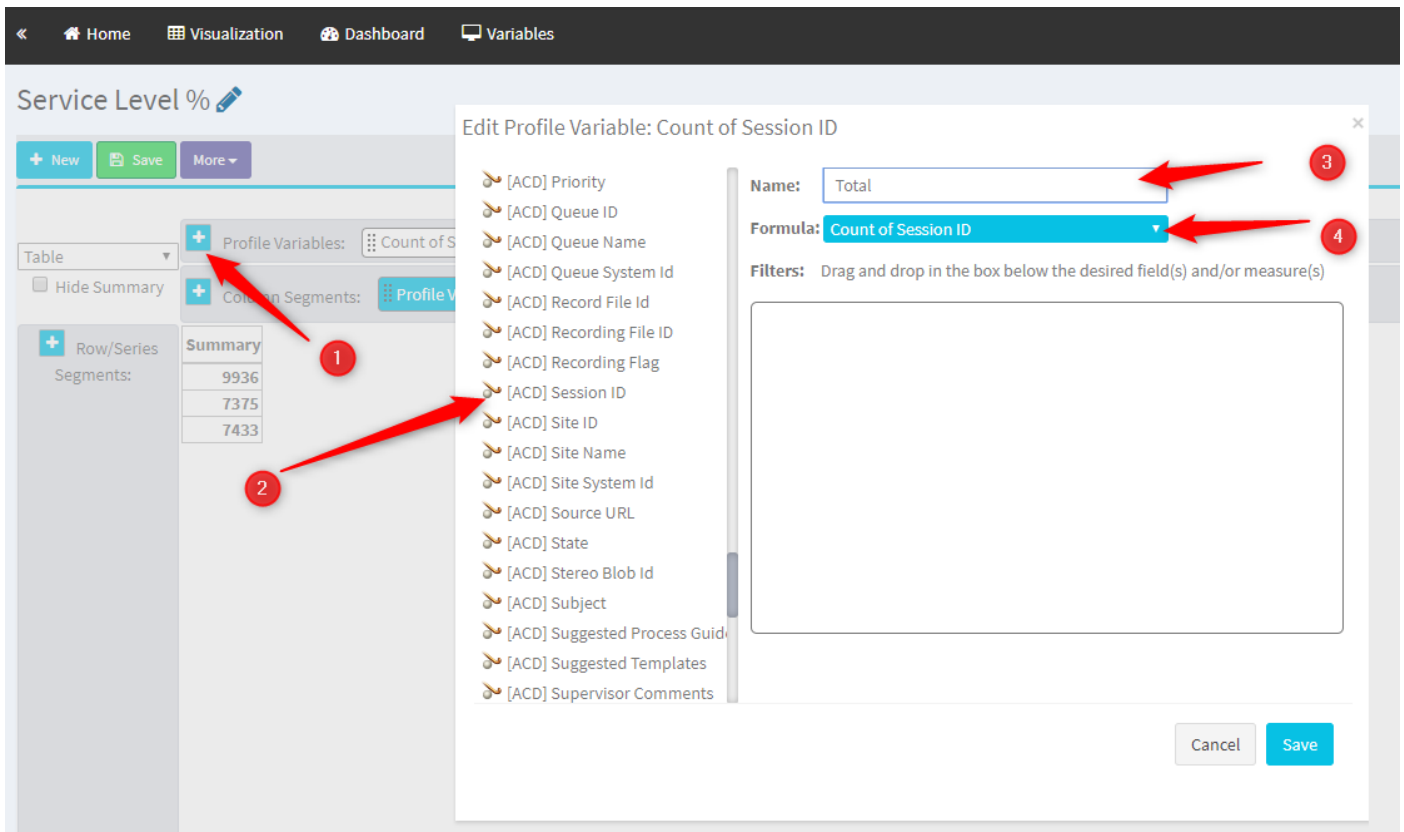 « Home Visualization Dashboard Variables
Service Level %
+ New Save More
Edit Profile Variable: Count of Session ID ×
Table
Hide Summary
+ Profile Variables: Count of S
+ Column Segments: Profile V
+ Row/Series
Segments:
Summary
9936
7375
7433
1
2
[ACD] Priority
[ACD] Queue ID
[ACD] Queue Name
[ACD] Queue System Id
[ACD] Record File Id
[ACD] Recording File ID
[ACD] Recording Flag
[ACD] Session ID
[ACD] Site ID
[ACD] Site Name
[ACD] Site System Id
[ACD] Source URL
[ACD] State
[ACD] Stereo Blob Id
[ACD] Subject
[ACD] Suggested Process Guid
[ACD] Suggested Templates
[ACD] Supervisor Comments
Name: Total
3
Formula: Count of Session ID
4
Filters: Drag and drop in the box below the desired field(s) and/or measure(s)
Cancel Save